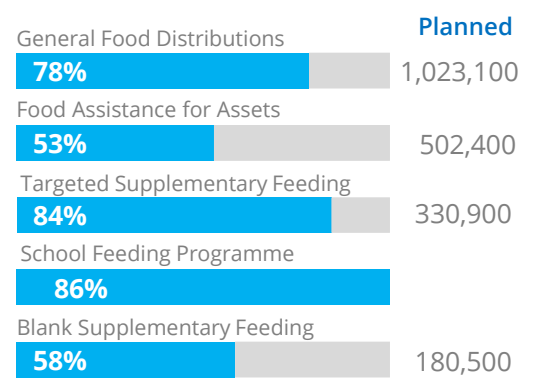 Planned
General Food Distributions
78% 1,023,100
Food Assistance for Assets
53% 502,400
Targeted Supplementary Feeding
84% 330,900
School Feeding Programme
86%
Blank Supplementary Feeding
58% 180,500